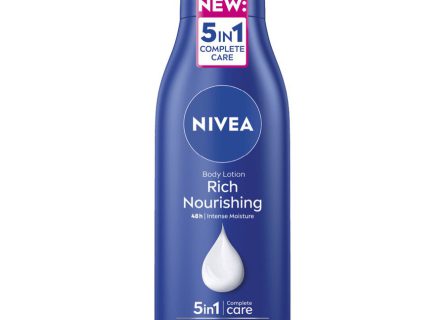 NEW:
5IN1
COMPLETE
CARE
NIVEA
Body Lotion
Rich
Nourishing
48h | Intense Moisture
5in1 | Complete
care